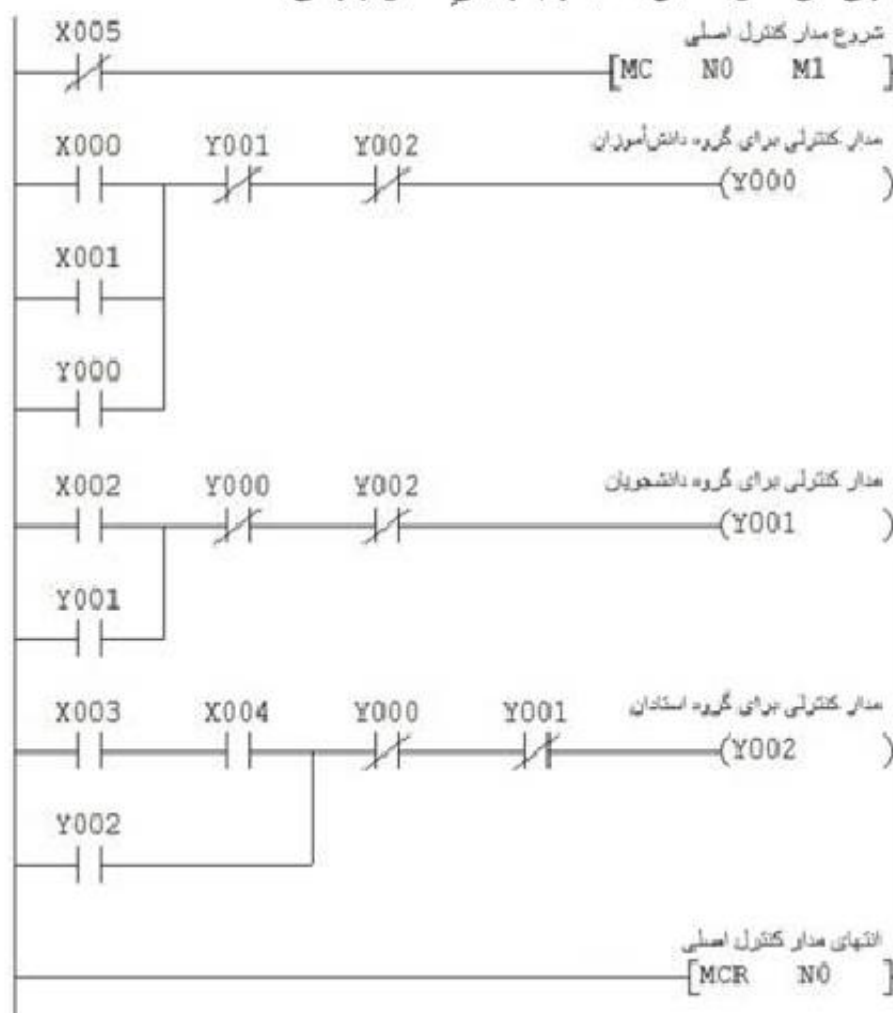 X005
شروع مدار کنترل اصلی
[MC N0 M1 ]
X000 Y001 Y002
مدار کنترلی برای گروه دانش‌آموزان
(Y000 )
X001
Y000
X002 Y000 Y002
مدار کنترلی برای گروه دانشجویان
(Y001 )
Y001
X003 X004 Y000 Y001
مدار کنترلی برای گروه استادان
(Y002 )
Y002
انتهای مدار کنترل اصلی
[MCR N0 ]